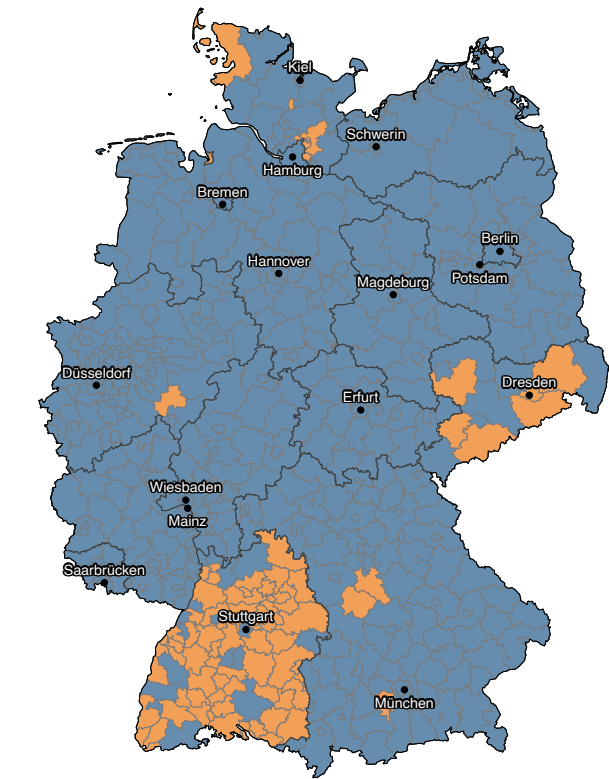 Kiel
Schwerin
Hamburg
Bremen
Berlin
Hannover
Potsdam
Magdeburg
Düsseldorf
Dresden
Erfurt
Wiesbaden
Mainz
Saarbrücken
Stuttgart
München